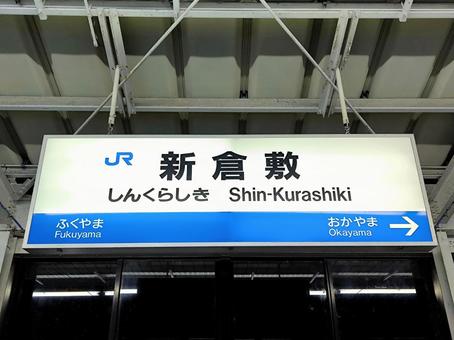 JR 新倉敷
しんくらしき Shin-Kurashiki
ふくやま おかやま →
Fukuyama Okayama